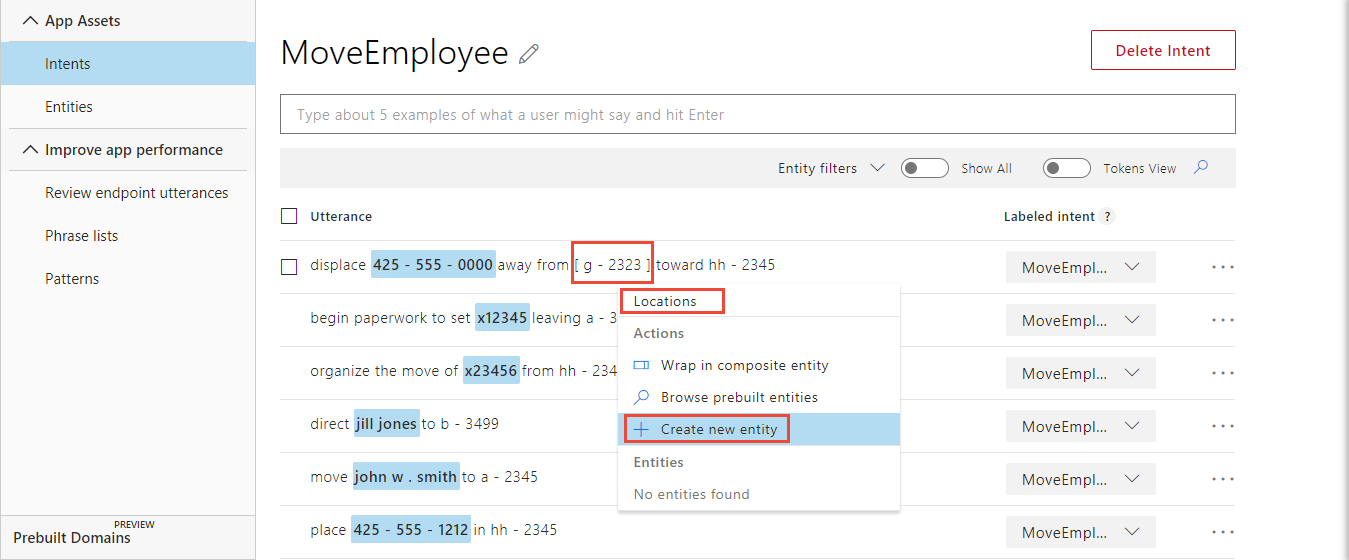 App Assets
Intents
Entities
Improve app performance
Review endpoint utterances
Phrase lists
Patterns
PREVIEW
Prebuilt Domains
MoveEmployee
Delete Intent
Type about 5 examples of what a user might say and hit Enter
Entity filters Show All Tokens View
Utterance Labeled intent ?
displace 425 - 555 - 0000 away from [ g - 2323 ] toward hh - 2345 MoveEmpl... ...
begin paperwork to set x12345 leaving a - 3 MoveEmpl... ...
organize the move of x23456 from hh - 234 MoveEmpl... ...
direct jill jones to b - 3499 MoveEmpl... ...
move john w . smith to a - 2345 MoveEmpl... ...
place 425 - 555 - 1212 in hh - 2345 MoveEmpl... ...
Locations
Actions
Wrap in composite entity
Browse prebuilt entities
Create new entity
Entities
No entities found